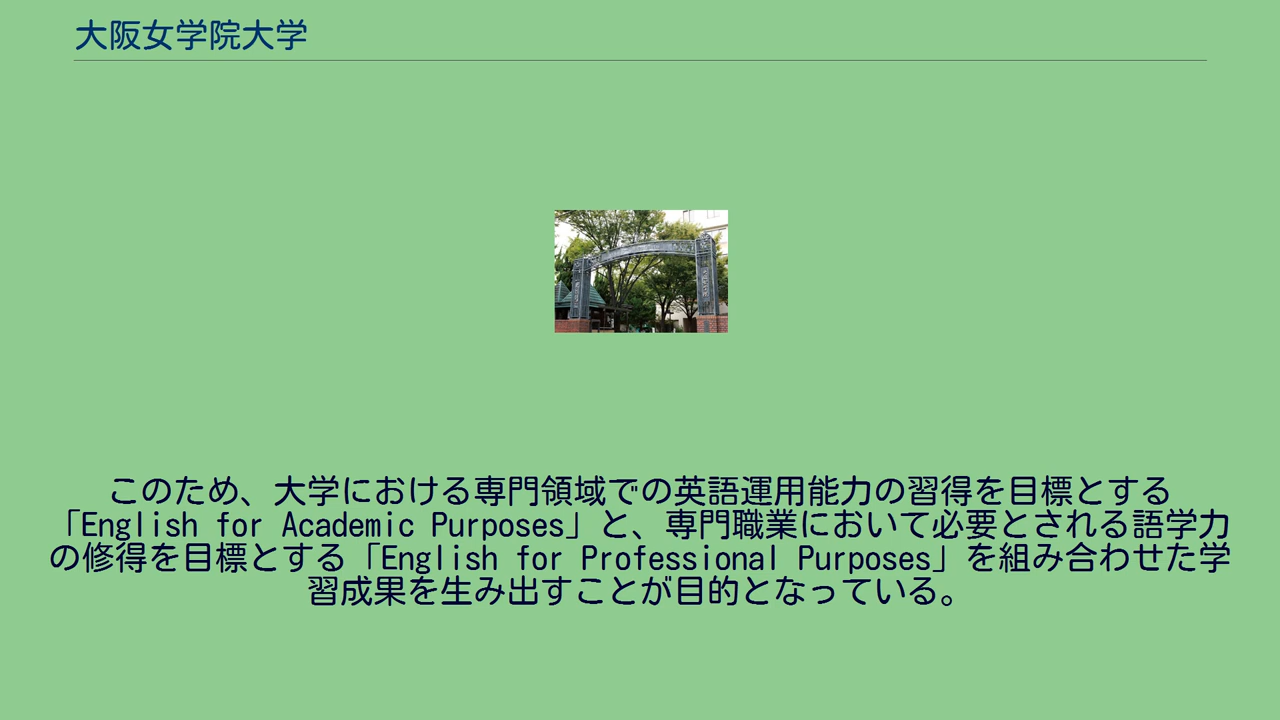 大阪女学院大学
このため、大学における専門領域での英語運用能力の習得を目標とする
「English for Academic Purposes」と、専門職業において必要とされる語学力
の修得を目標とする「English for Professional Purposes」を組み合わせた学
習成果を生み出すことが目的となっている。